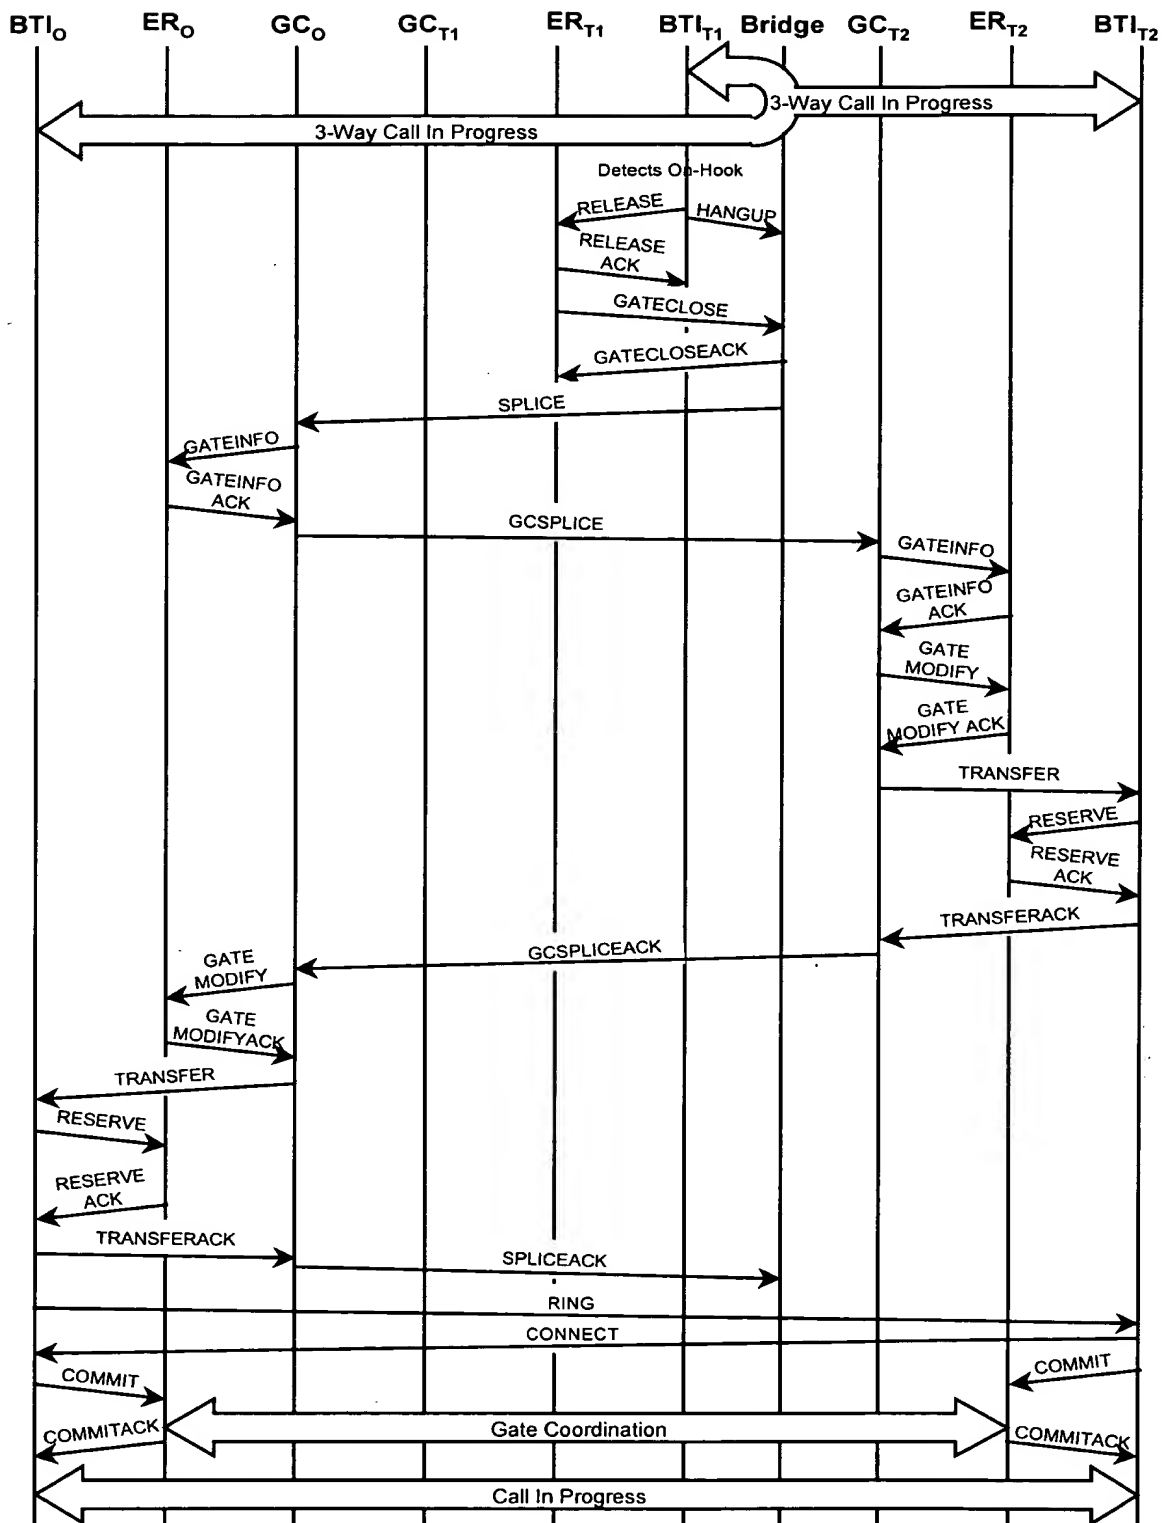 BTIO ERO GCO GCT1 ERT1 BTIT1 Bridge GCT2 ERT2 BTIT2
3-Way Call In Progress
3-Way Call In Progress
Detects On-Hook
RELEASE
HANGUP
RELEASE
ACK
GATECLOSE
GATECLOSEACK
SPLICE
GATEINFO
GATEINFO
ACK
GCSPLICE
GATEINFO
GATEINFO
ACK
GATE
MODIFY
GATE
MODIFY ACK
TRANSFER
RESERVE
RESERVE
ACK
TRANSFERACK
GCSPLICEACK
GATE
MODIFY
GATE
MODIFYACK
TRANSFER
RESERVE
RESERVE
ACK
TRANSFERACK
SPLICEACK
RING
CONNECT
COMMIT
COMMIT
COMMITACK
Gate Coordination
COMMITACK
Call In Progress